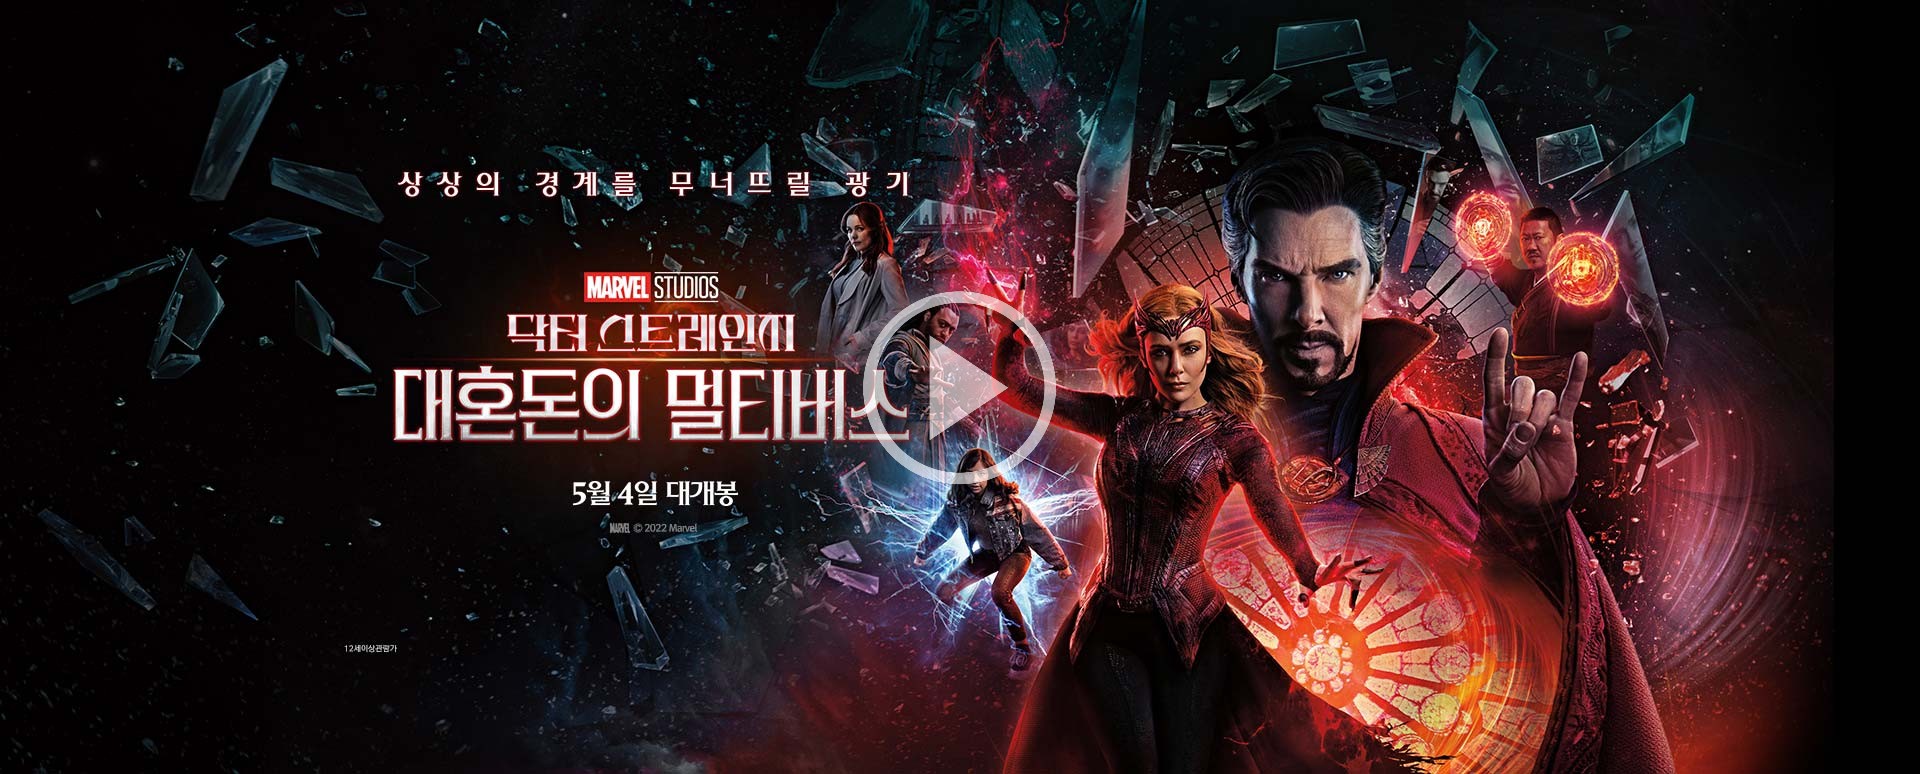 상상의 경계를 무너뜨릴 광기
MARVEL STUDIOS
닥터 스트레인지
대혼돈의 멀티버스
5월 4일 대개봉
MARVEL © 2022 Marvel
12세이상관람가